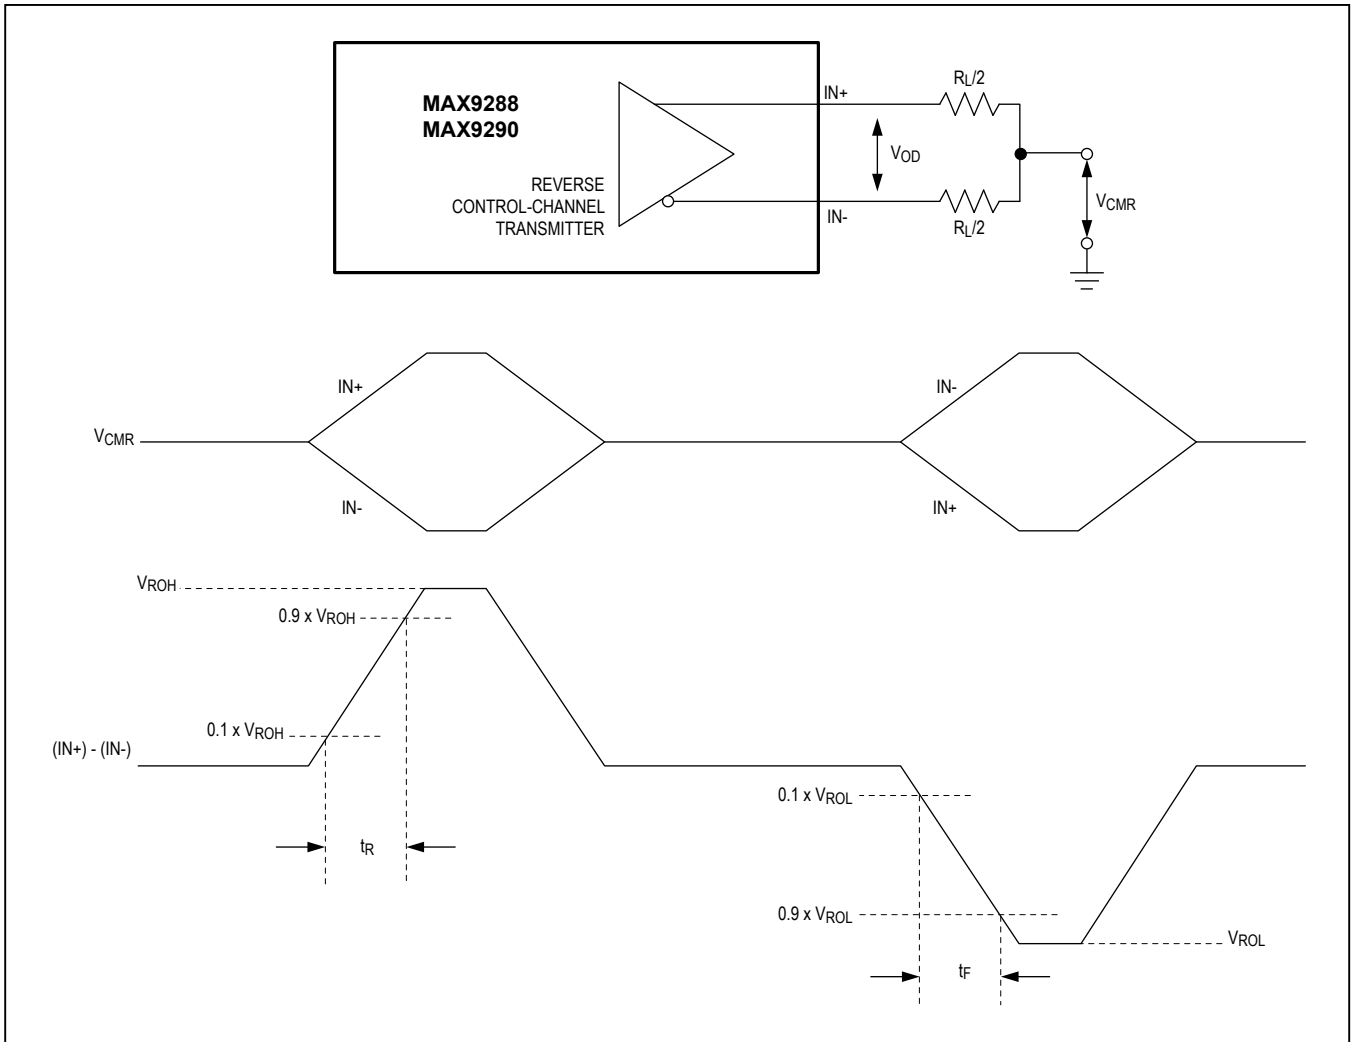 MAX9288
MAX9290
REVERSE
CONTROL-CHANNEL
TRANSMITTER
IN+
IN-
VOD
RL/2
RL/2
VCMR
VCMR
IN+
IN-
IN-
IN+
VROH
0.9 x VROH
0.1 x VROH
(IN+) - (IN-)
tR
0.1 x VROL
0.9 x VROL
VROL
tF